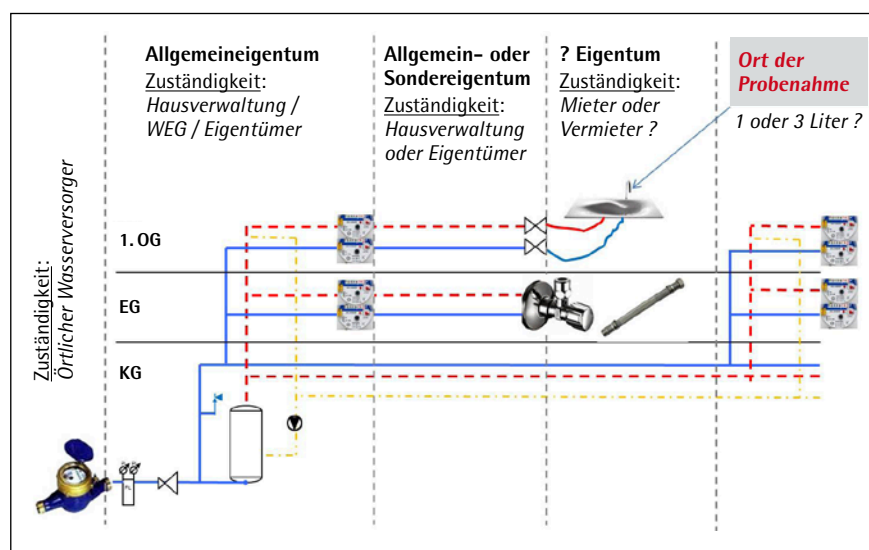 Allgemeineigentum
Zuständigkeit:
Hausverwaltung /
WEG / Eigentümer
Allgemein- oder
Sondereigentum
Zuständigkeit:
Hausverwaltung
oder Eigentümer
? Eigentum
Zuständigkeit:
Mieter oder
Vermieter ?
Ort der
Probenahme
1 oder 3 Liter ?
Zuständigkeit:
Örtlicher Wasserversorger
1. OG
EG
KG